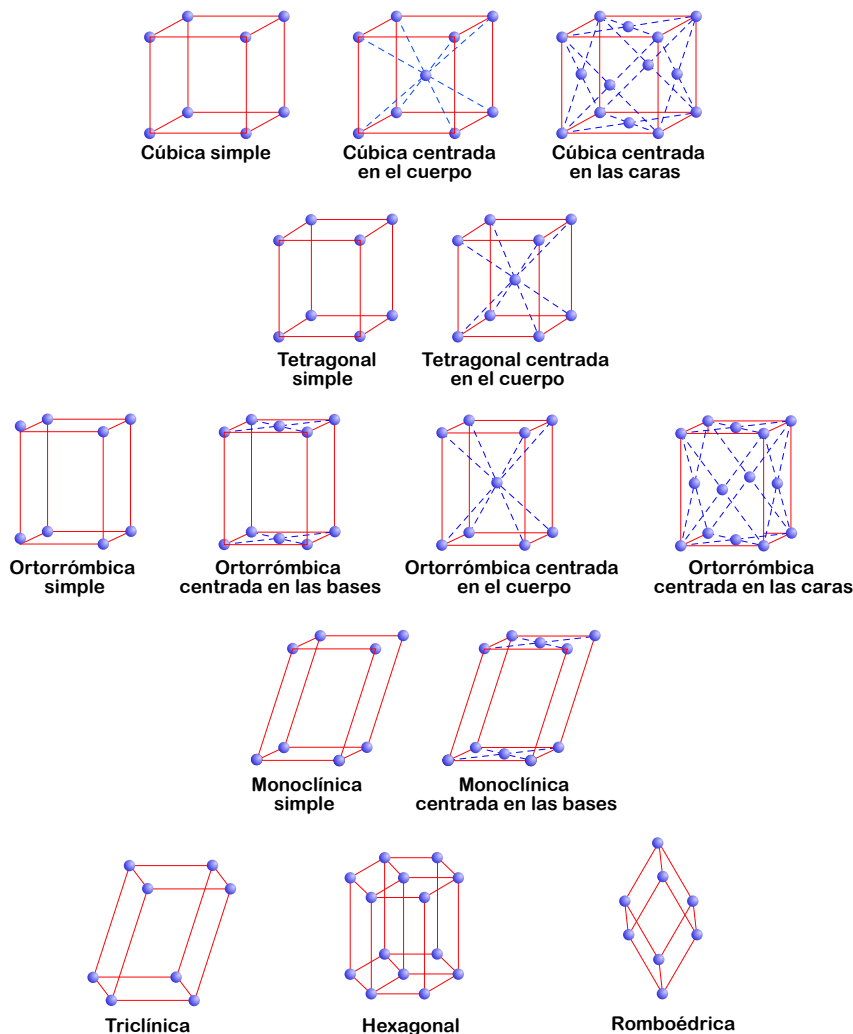 Cúbica simple
Cúbica centrada
en el cuerpo
Cúbica centrada
en las caras
Tetragonal
simple
Tetragonal centrada
en el cuerpo
Ortorrómbica
simple
Ortorrómbica
centrada en las bases
Ortorrómbica centrada
en el cuerpo
Ortorrómbica
centrada en las caras
Monoclínica
simple
Monoclínica
centrada en las bases
Triclínica
Hexagonal
Romboédrica